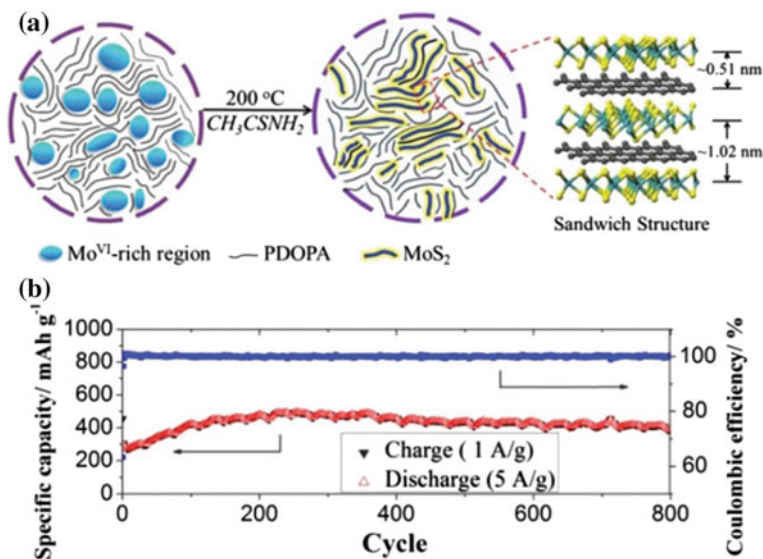 (a)
200 °C
CH₃CSNH₂
~0.51 nm
~1.02 nm
Sandwich Structure
Mo^VI-rich region PDOPA MoS₂
(b)
Specific capacity/ mAh g⁻¹
1000
800
600
400
200
0
Charge ( 1 A/g)
Discharge (5 A/g)
0 200 400 600 800
Cycle
100
80
60
Coulombic efficiency/ %